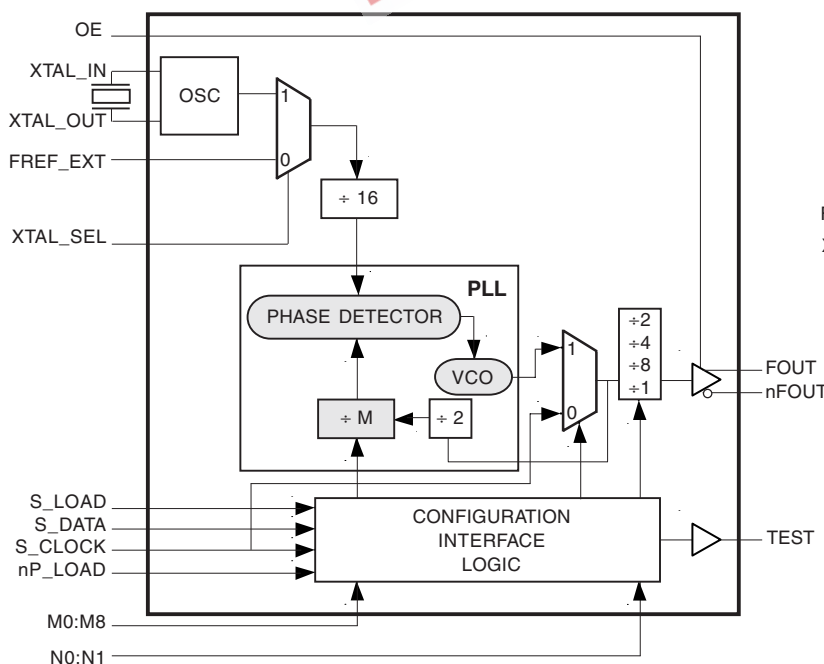 OE
XTAL_IN
OSC
1
XTAL_OUT
FREF_EXT
0
÷ 16
XTAL_SEL
PLL
PHASE DETECTOR
÷2
÷4
÷8
÷1
1
VCO
FOUT
nFOUT
÷ M
÷ 2
0
S_LOAD
S_DATA
S_CLOCK
nP_LOAD
CONFIGURATION
INTERFACE
LOGIC
TEST
M0:M8
N0:N1